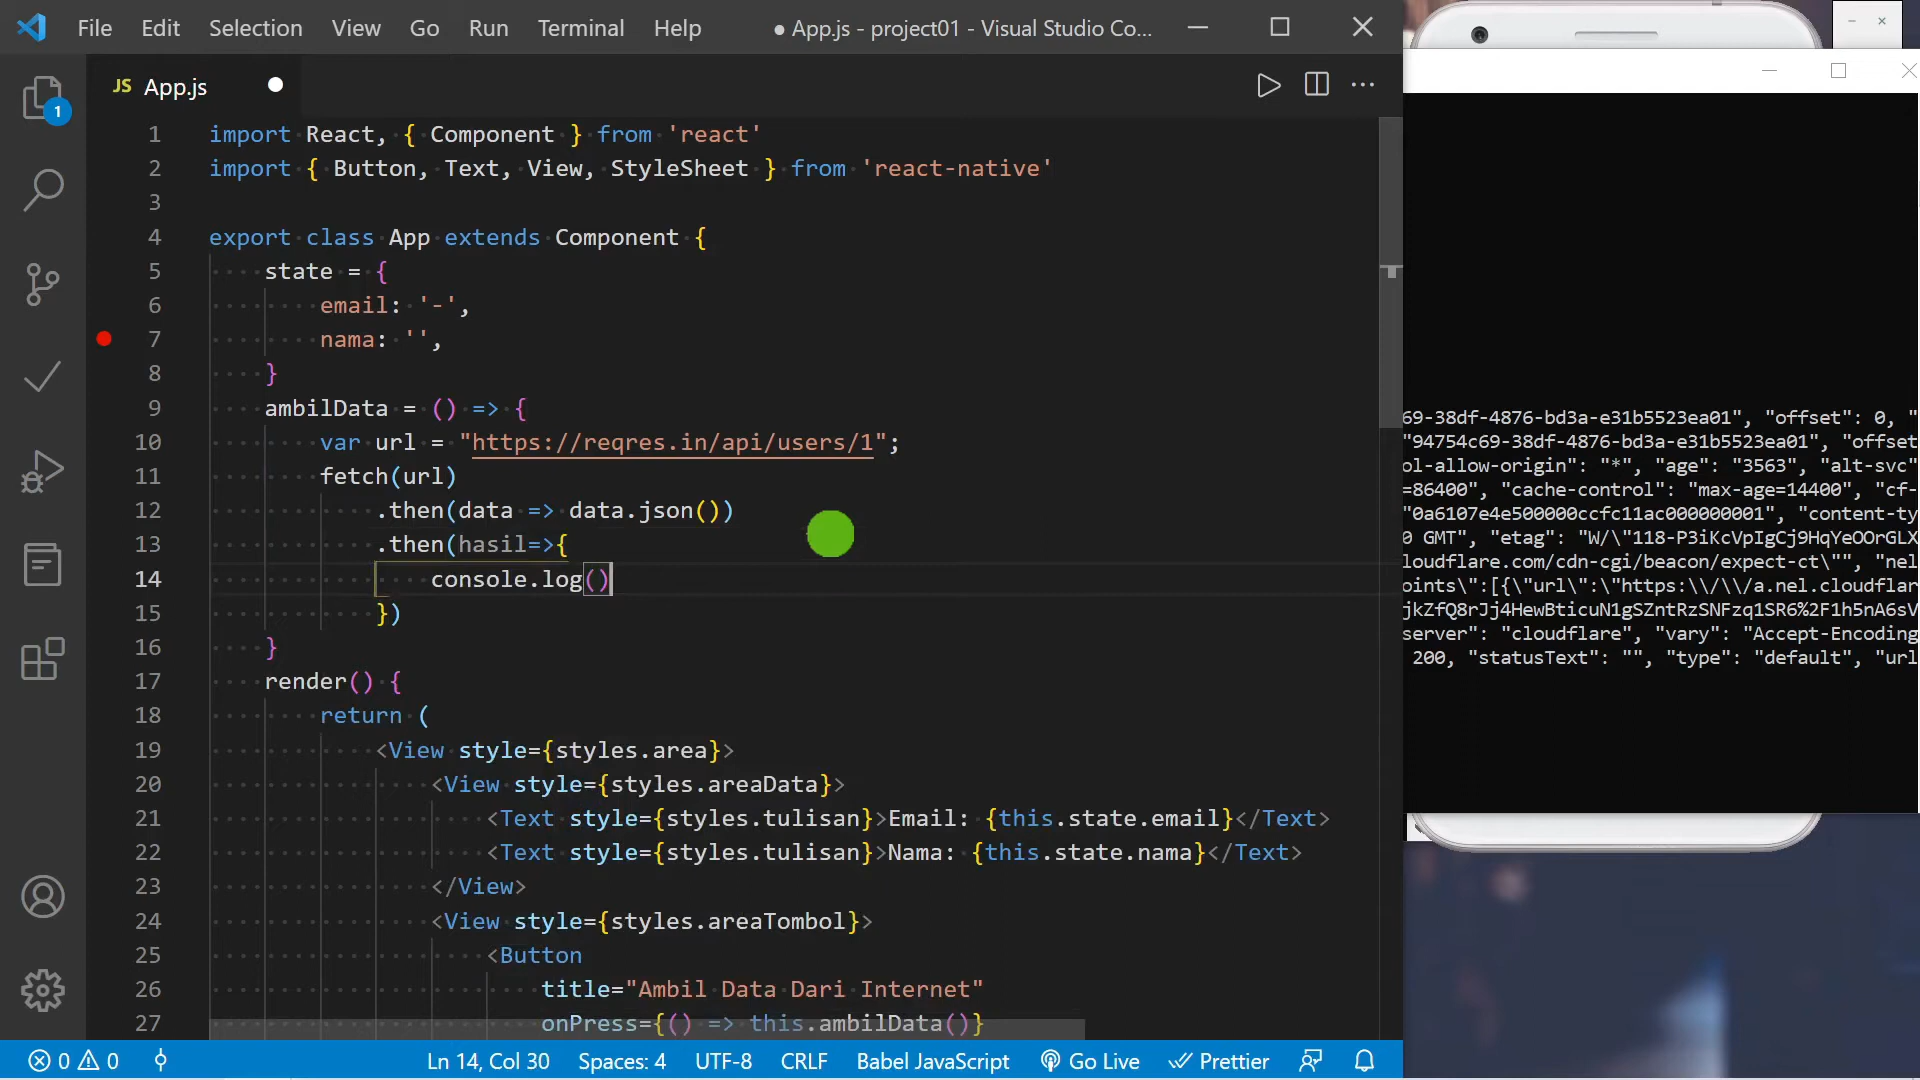 File Edit Selection View Go Run Terminal Help ● App.js - project01 - Visual Studio Co...
JS App.js
1 import React, { Component } from 'react'
2 import { Button, Text, View, StyleSheet } from 'react-native'
3
4 export class App extends Component {
5 state = {
6 email: '-',
7 nama: '',
8 }
9 ambilData = () => {
10 var url = "https://reqres.in/api/users/1";
11 fetch(url)
12 .then(data => data.json())
13 .then(hasil=>{
14 console.log()
15 })
16 }
17 render() {
18 return (
19 <View style={styles.area}>
20 <View style={styles.areaData}>
21 <Text style={styles.tulisan}>Email: {this.state.email}</Text>
22 <Text style={styles.tulisan}>Nama: {this.state.nama}</Text>
23 </View>
24 <View style={styles.areaTombol}>
25 <Button
26 title="Ambil Data Dari Internet"
27 onPress={() => this.ambilData()}
1
0 0 Ln 14, Col 30 Spaces: 4 UTF-8 CRLF Babel JavaScript Go Live Prettier
69-38df-4876-bd3a-e31b5523ea01", "offset": 0, "
"94754c69-38df-4876-bd3a-e31b5523ea01", "offset
ol-allow-origin": "*", "age": "3563", "alt-svc"
=86400", "cache-control": "max-age=14400", "cf-
"0a6107e4e500000ccfc11ac000000001", "content-ty
0 GMT", "etag": "W/\"118-P3iKcVpIgCj9HqYeOOrGLX
loudflare.com/cdn-cgi/beacon/expect-ct\"", "nel
oints\":[{\"url\":\"https:\\/\\/a.nel.cloudflar
jkZfQ8rJj4HewBticuN1gSZntRzSNFzq1SR6%2F1h5nA6sV
server": "cloudflare", "vary": "Accept-Encoding
200, "statusText": "", "type": "default", "url